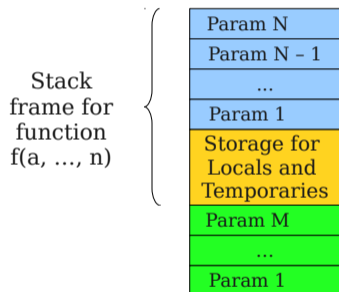 Stack
frame for
function
f(a, …, n)
Param N
Param N – 1
...
Param 1
Storage for
Locals and
Temporaries
Param M
...
Param 1